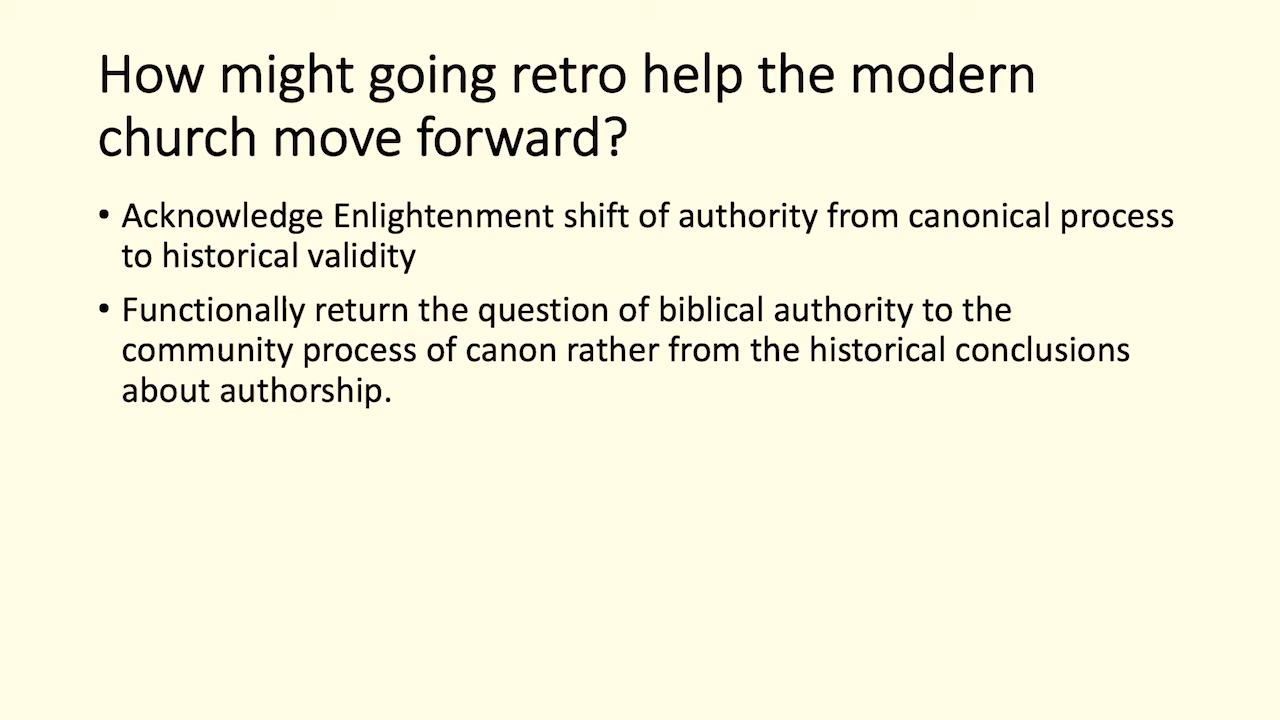 How might going retro help the modern
church move forward?
• Acknowledge Enlightenment shift of authority from canonical process
to historical validity
• Functionally return the question of biblical authority to the
community process of canon rather from the historical conclusions
about authorship.